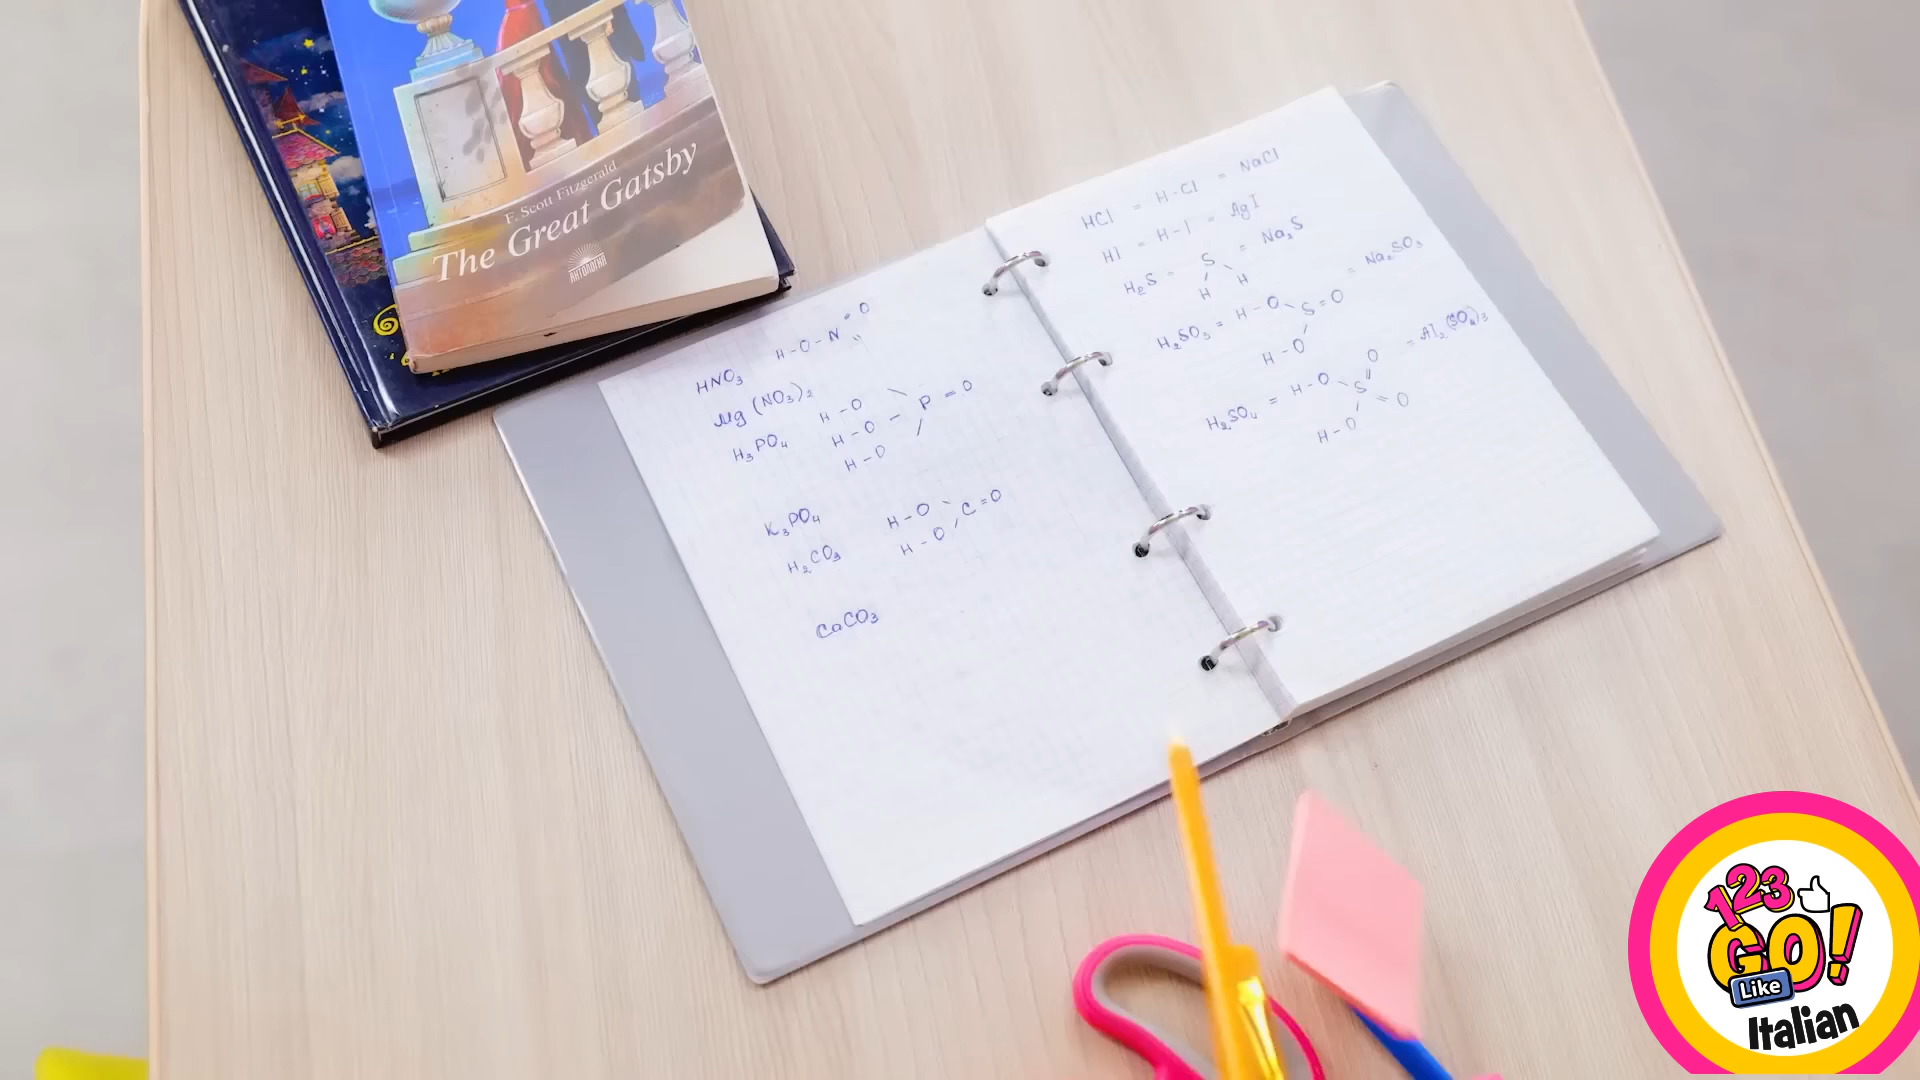 F. Scott Fitzgerald
The Great Gatsby
АНТОЛОГИЯ
HNO₃ H-O-N=O
Mg(NO₃)₂
H₃PO₄ H-O
H-O- P=O
H-O
K₃PO₄
H₂CO₃ H-O C=O
H-O
CaCO₃
HCl = H-Cl = NaCl
HI = H-I = AgI
H₂S = S = Na₂S
H H
H₂SO₃ = H-O S=O = Na₂SO₃
H-O
H₂SO₄ = H-O S O = Al₂(SO₄)₃
O
H-O
123
GO!
Like
Italian